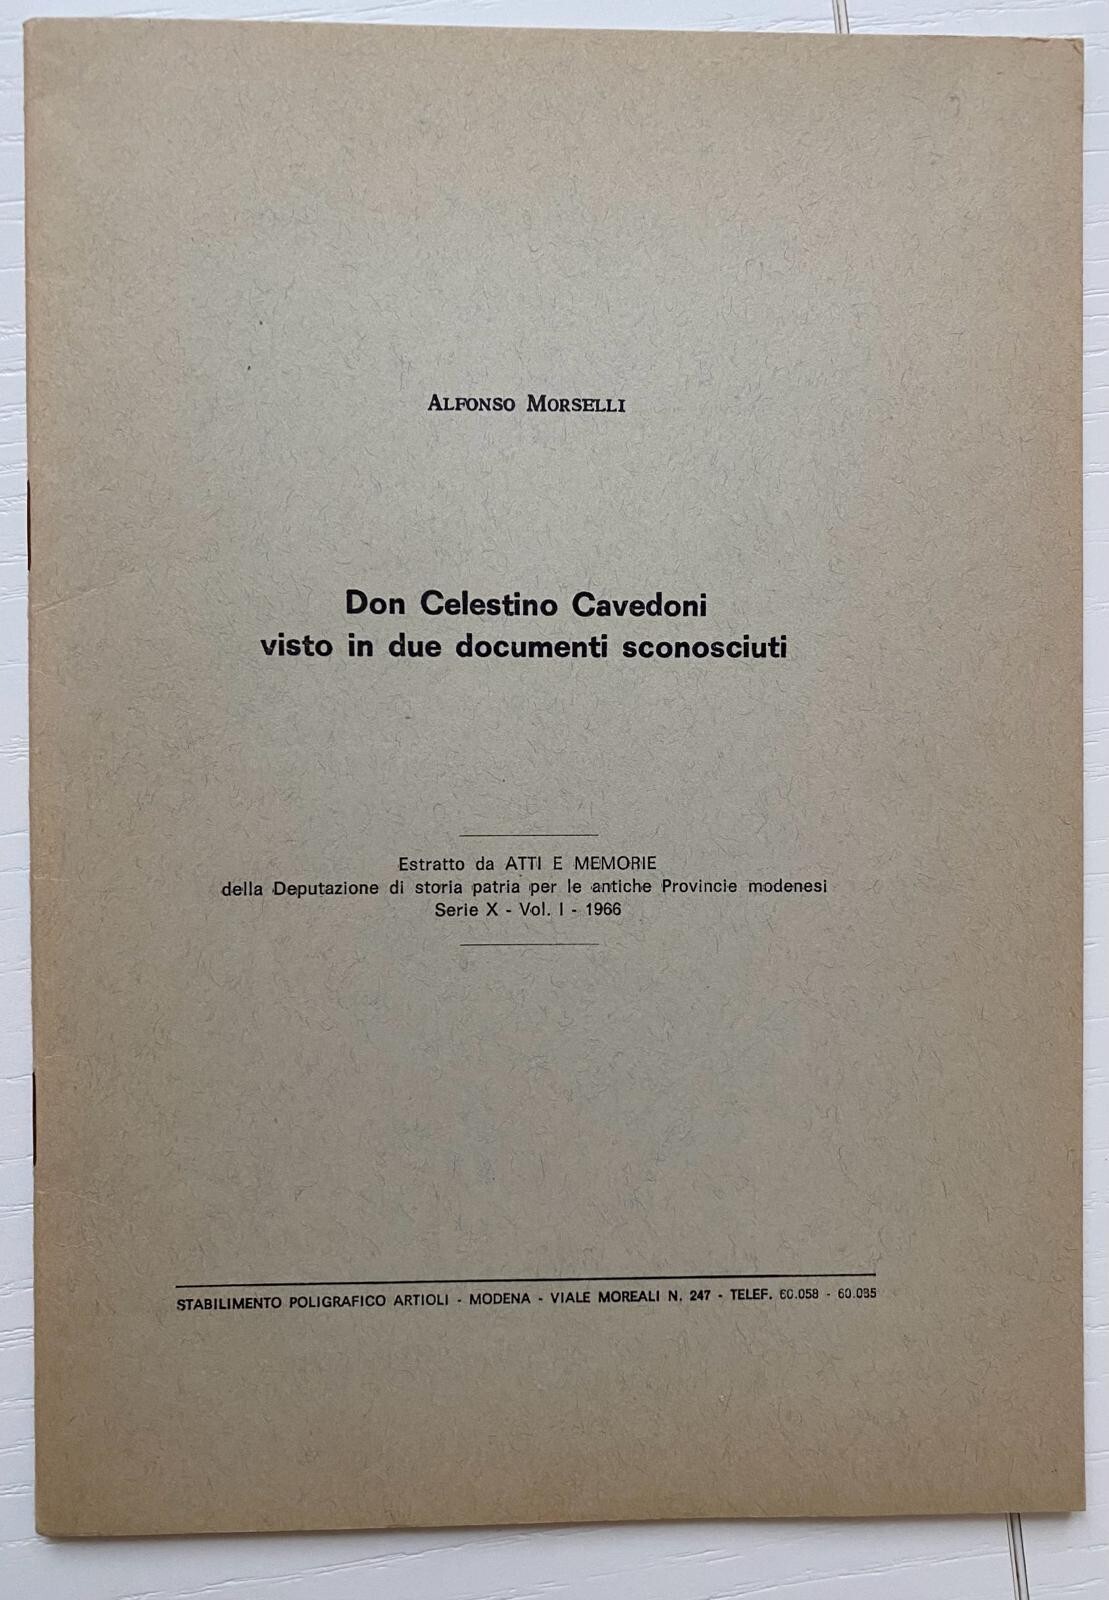 ALFONSO MORSELLI
Don Celestino Cavedoni
visto in due documenti sconosciuti
Estratto da ATTI E MEMORIE
della Deputazione di storia patria per le antiche Provincie modenesi
Serie X - Vol. I - 1966
STABILIMENTO POLIGRAFICO ARTIOLI - MODENA - VIALE MOREALI N. 247 - TELEF. 60.058 - 60.085